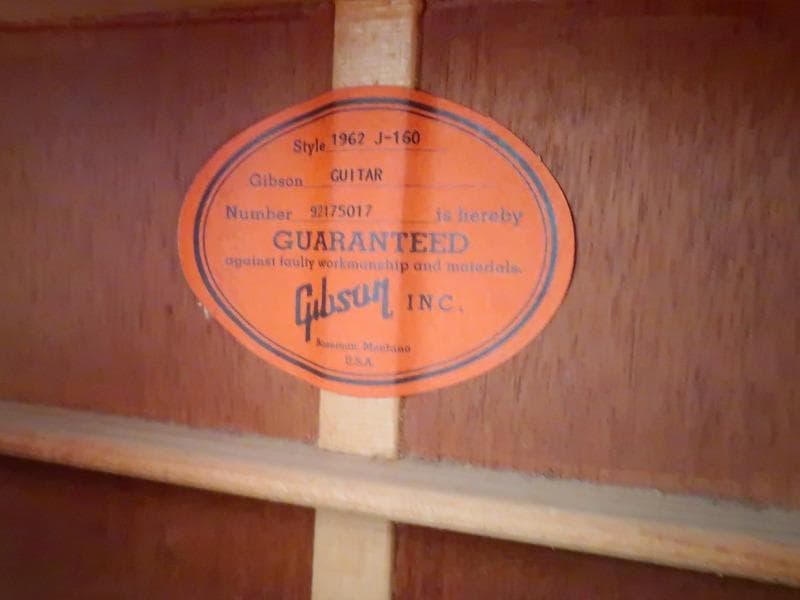 Style 1962 J-160
Gibson GUITAR
Number 92175017 is hereby
GUARANTEED
against faulty workmanship and materials.
Gibson INC.
Bozeman, Montana
U.S.A.